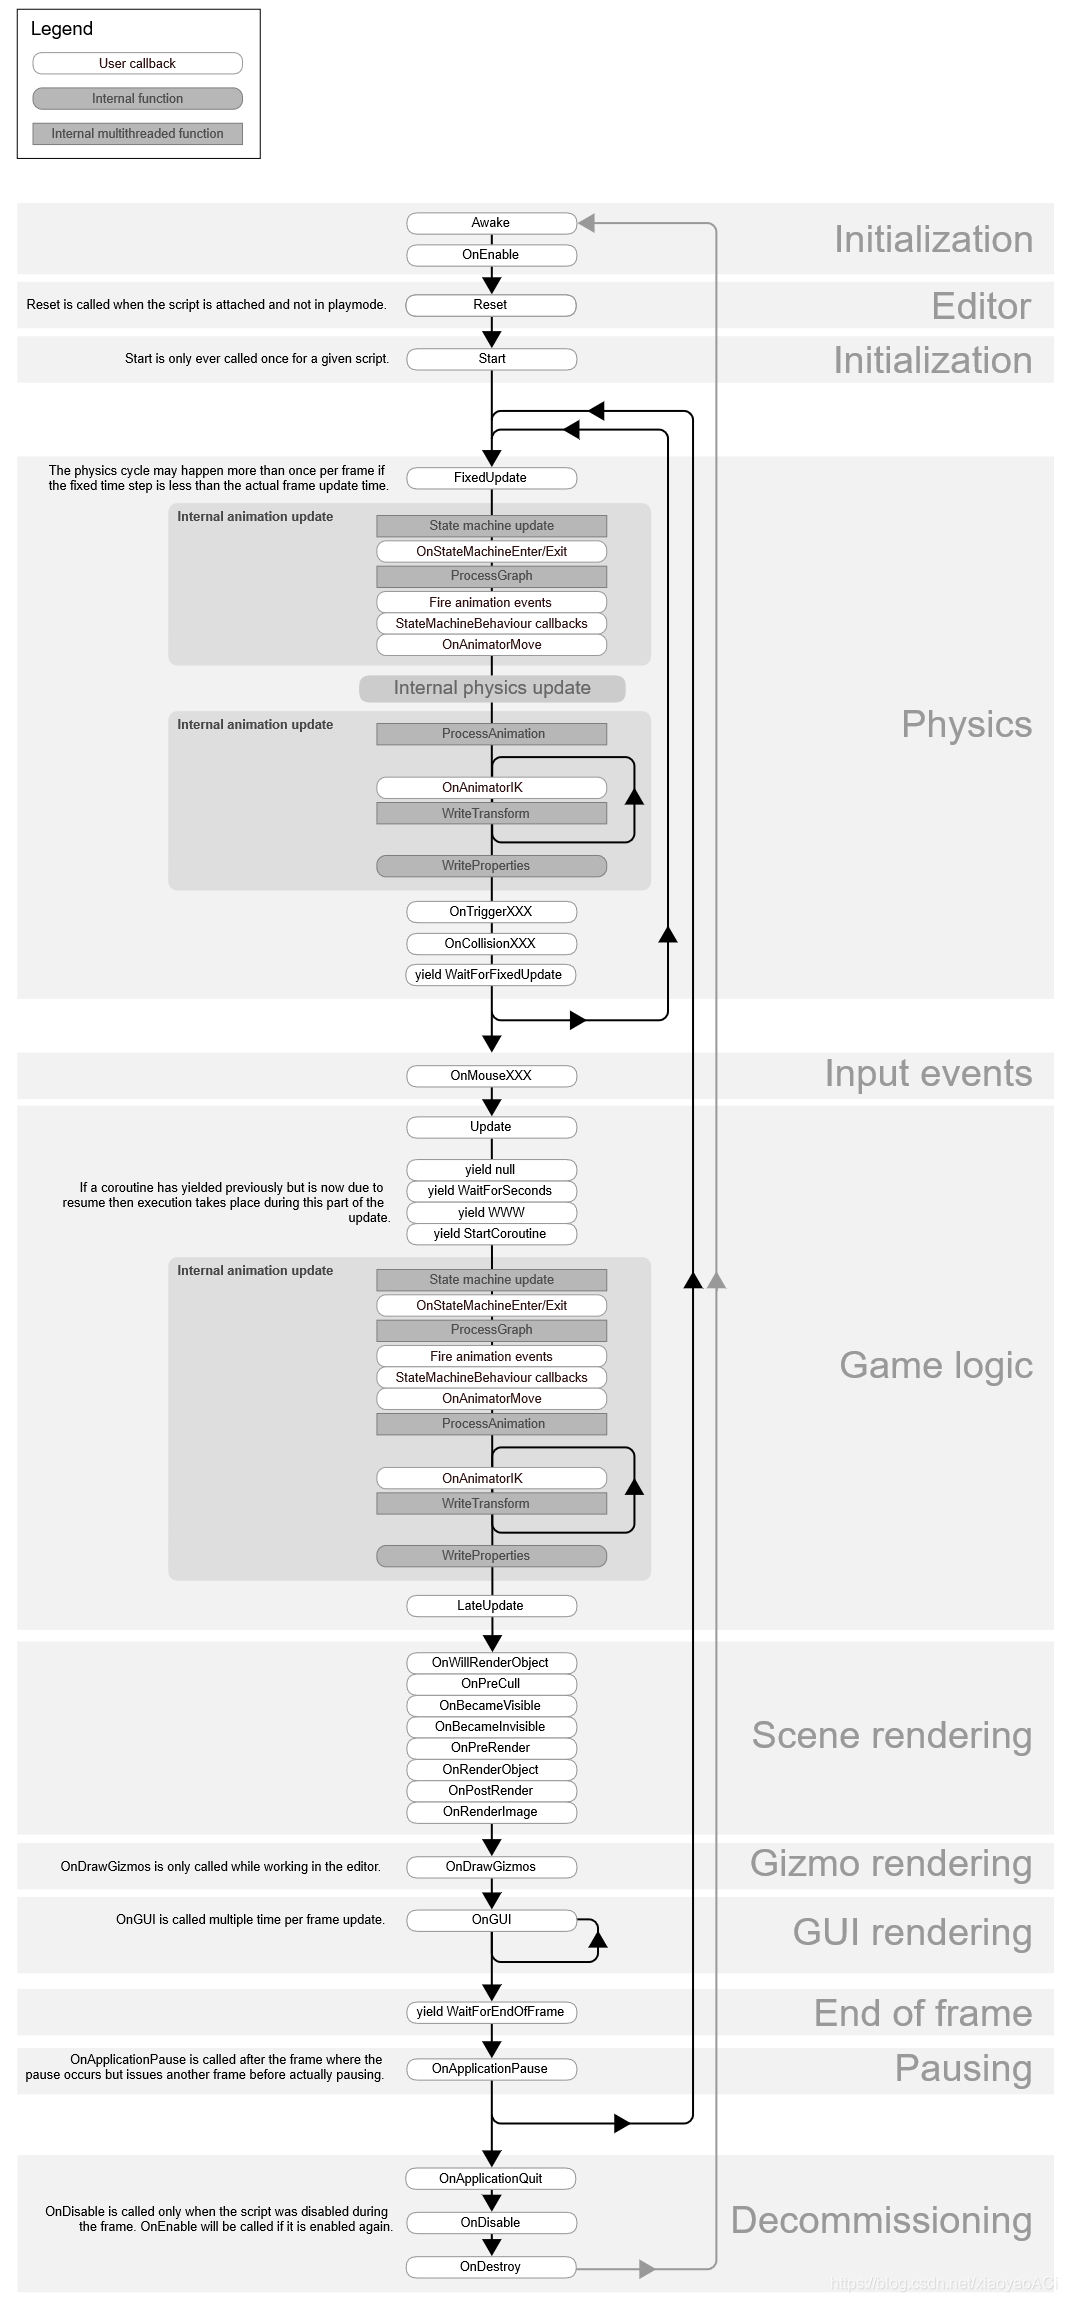 Legend
User callback
Internal function
Internal multithreaded function
Awake
OnEnable
Initialization
Reset is called when the script is attached and not in playmode.
Reset
Editor
Start is only ever called once for a given script.
Start
Initialization
The physics cycle may happen more than once per frame if
the fixed time step is less than the actual frame update time.
FixedUpdate
Internal animation update
State machine update
OnStateMachineEnter/Exit
ProcessGraph
Fire animation events
StateMachineBehaviour callbacks
OnAnimatorMove
Internal physics update
Internal animation update
ProcessAnimation
OnAnimatorIK
WriteTransform
WriteProperties
Physics
OnTriggerXXX
OnCollisionXXX
yield WaitForFixedUpdate
OnMouseXXX
Input events
Update
yield null
yield WaitForSeconds
yield WWW
yield StartCoroutine
If a coroutine has yielded previously but is now due to
resume then execution takes place during this part of the
update.
Internal animation update
State machine update
OnStateMachineEnter/Exit
ProcessGraph
Fire animation events
StateMachineBehaviour callbacks
OnAnimatorMove
ProcessAnimation
OnAnimatorIK
WriteTransform
WriteProperties
Game logic
LateUpdate
OnWillRenderObject
OnPreCull
OnBecameVisible
OnBecameInvisible
OnPreRender
OnRenderObject
OnPostRender
OnRenderImage
Scene rendering
OnDrawGizmos is only called while working in the editor.
OnDrawGizmos
Gizmo rendering
OnGUI is called multiple time per frame update.
OnGUI
GUI rendering
yield WaitForEndOfFrame
End of frame
OnApplicationPause is called after the frame where the
pause occurs but issues another frame before actually pausing.
OnApplicationPause
Pausing
OnApplicationQuit
OnDisable is called only when the script was disabled during
the frame. OnEnable will be called if it is enabled again.
OnDisable
Decommissioning
OnDestroy
https://blog.csdn.net/xiaoyaoACi